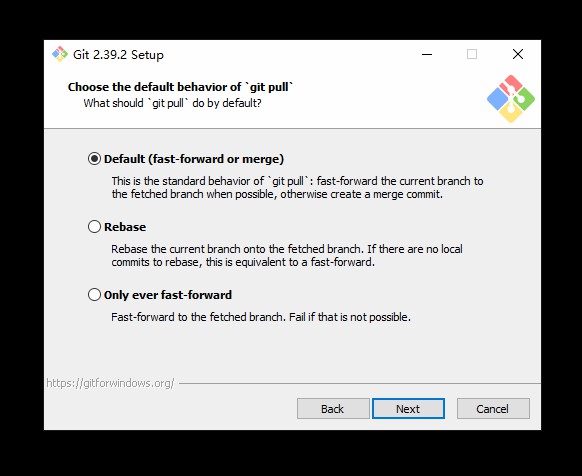 Git 2.39.2 Setup
Choose the default behavior of `git pull`
What should `git pull` do by default?
Default (fast-forward or merge)
This is the standard behavior of `git pull`: fast-forward the current branch to
the fetched branch when possible, otherwise create a merge commit.
Rebase
Rebase the current branch onto the fetched branch. If there are no local
commits to rebase, this is equivalent to a fast-forward.
Only ever fast-forward
Fast-forward to the fetched branch. Fail if that is not possible.
https://gitforwindows.org/
Back Next Cancel